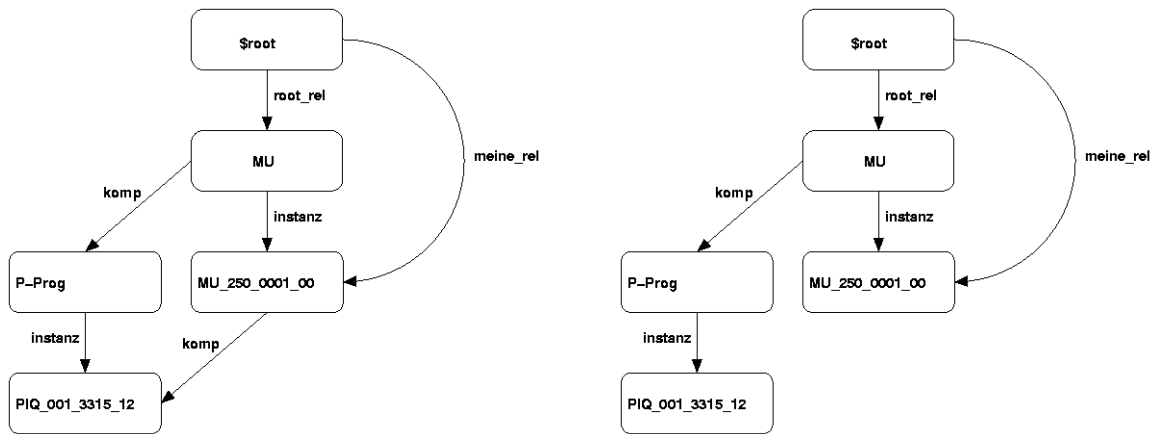 $root
root_rel
MU
meine_rel
komp
instanz
P–Prog
MU_250_0001_00
instanz
komp
PIQ_001_3315_12
$root
root_rel
MU
meine_rel
komp
instanz
P–Prog
MU_250_0001_00
instanz
PIQ_001_3315_12